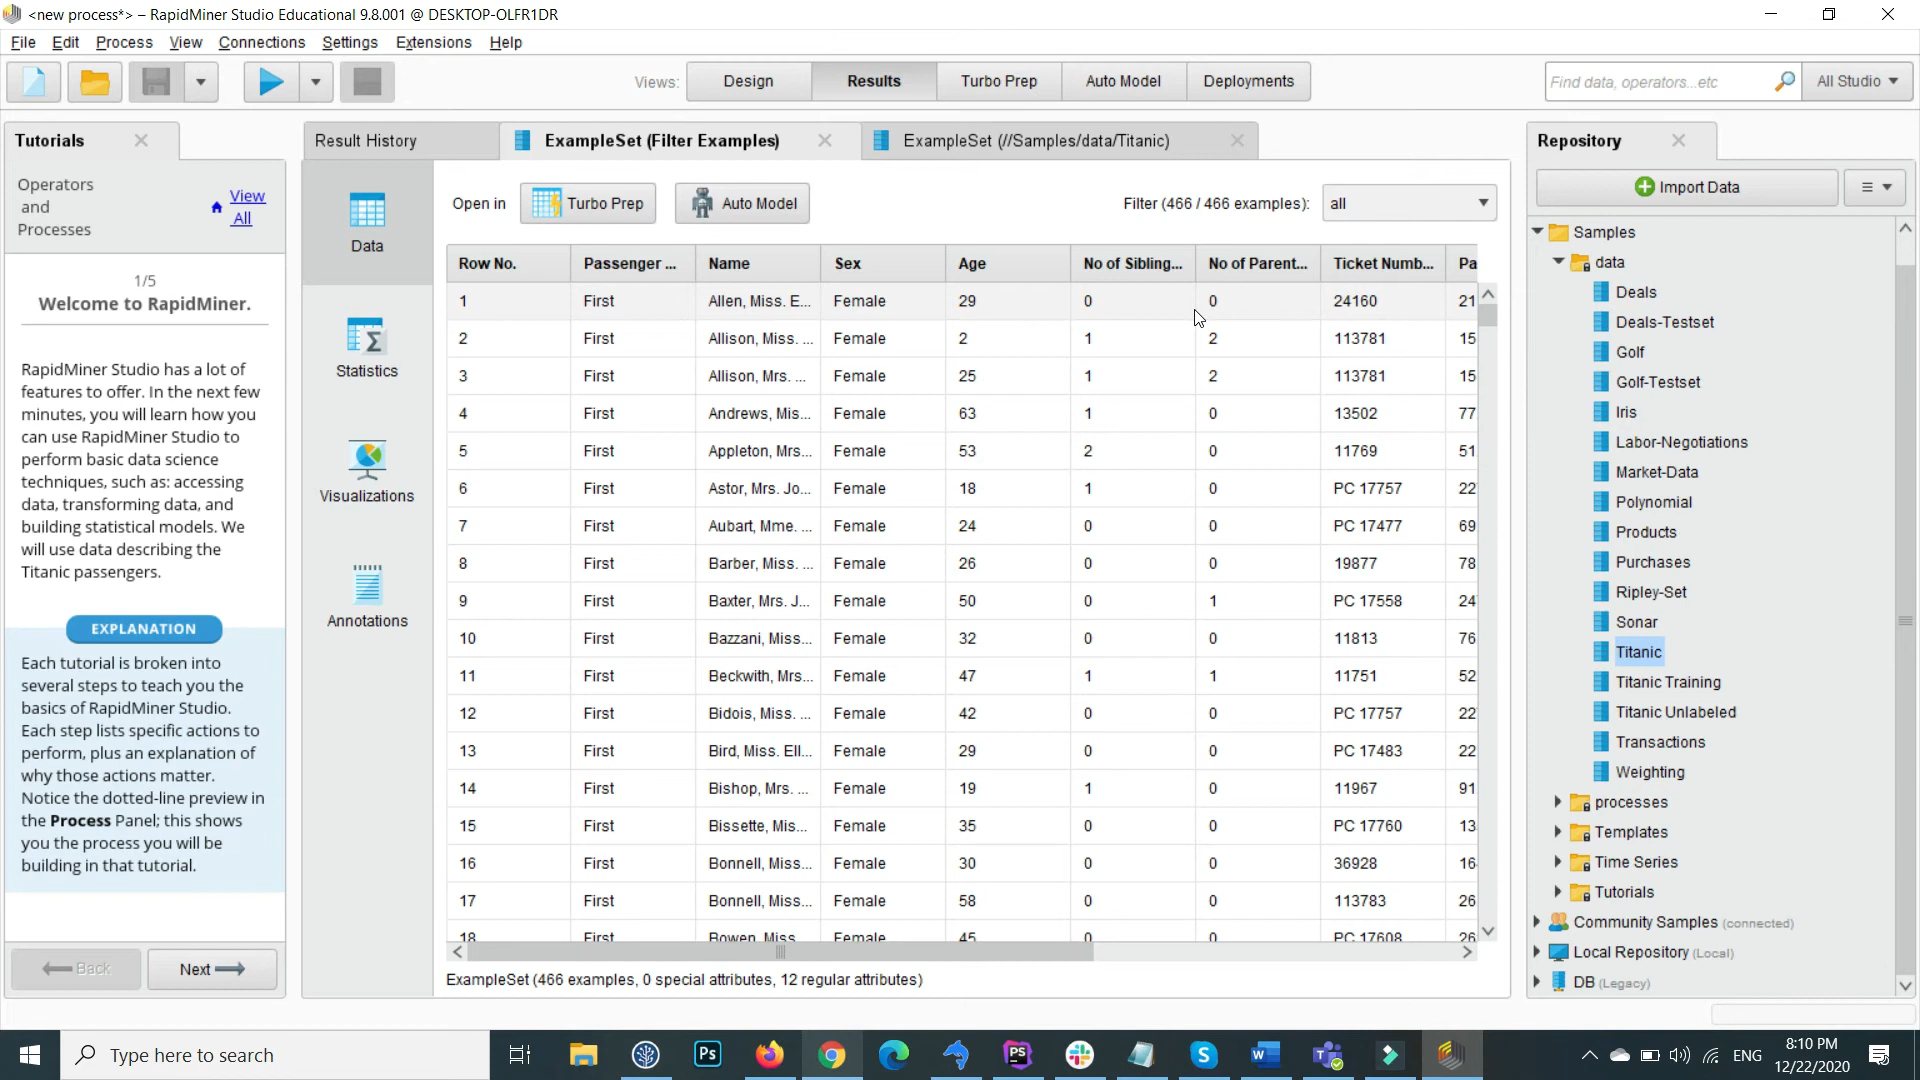 <new process*> – RapidMiner Studio Educational 9.8.001 @ DESKTOP-OLFR1DR
File Edit Process View Connections Settings Extensions Help
Views: Design Results Turbo Prep Auto Model Deployments Find data, operators...etc All Studio
Tutorials
Operators and Processes
View All
1/5
Welcome to RapidMiner.
RapidMiner Studio has a lot of
features to offer. In the next few
minutes, you will learn how you
can use RapidMiner Studio to
perform basic data science
techniques, such as: accessing
data, transforming data, and
building statistical models. We
will use data describing the
Titanic passengers.
EXPLANATION
Each tutorial is broken into
several steps to teach you the
basics of RapidMiner Studio.
Each step lists specific actions to
perform, plus an explanation of
why those actions matter.
Notice the dotted-line preview in
the Process Panel; this shows
you the process you will be
building in that tutorial.
Back Next
Result History ExampleSet (Filter Examples) ExampleSet (//Samples/data/Titanic)
Data
Statistics
Visualizations
Annotations
Open in Turbo Prep Auto Model Filter (466 / 466 examples): all
Row No. Passenger ... Name Sex Age No of Sibling... No of Parent... Ticket Numb... Pa
1 First Allen, Miss. E... Female 29 0 0 24160 21
2 First Allison, Miss. ... Female 2 1 2 113781 15
3 First Allison, Mrs. ... Female 25 1 2 113781 15
4 First Andrews, Mis... Female 63 1 0 13502 77
5 First Appleton, Mrs... Female 53 2 0 11769 51
6 First Astor, Mrs. Jo... Female 18 1 0 PC 17757 22
7 First Aubart, Mme. ... Female 24 0 0 PC 17477 69
8 First Barber, Miss. ... Female 26 0 0 19877 78
9 First Baxter, Mrs. J... Female 50 0 1 PC 17558 24
10 First Bazzani, Miss... Female 32 0 0 11813 76
11 First Beckwith, Mrs... Female 47 1 1 11751 52
12 First Bidois, Miss. ... Female 42 0 0 PC 17757 22
13 First Bird, Miss. Ell... Female 29 0 0 PC 17483 22
14 First Bishop, Mrs. ... Female 19 1 0 11967 91
15 First Bissette, Mis... Female 35 0 0 PC 17760 13
16 First Bonnell, Miss... Female 30 0 0 36928 16
17 First Bonnell, Miss... Female 58 0 0 113783 26
18 First Bowen, Miss Female 45 0 0 PC 17608 26
ExampleSet (466 examples, 0 special attributes, 12 regular attributes)
Repository
Import Data
Samples
data
Deals
Deals-Testset
Golf
Golf-Testset
Iris
Labor-Negotiations
Market-Data
Polynomial
Products
Purchases
Ripley-Set
Sonar
Titanic
Titanic Training
Titanic Unlabeled
Transactions
Weighting
processes
Templates
Time Series
Tutorials
Community Samples (connected)
Local Repository (Local)
DB (Legacy)
Type here to search
Ps
PS
ENG
8:10 PM
12/22/2020